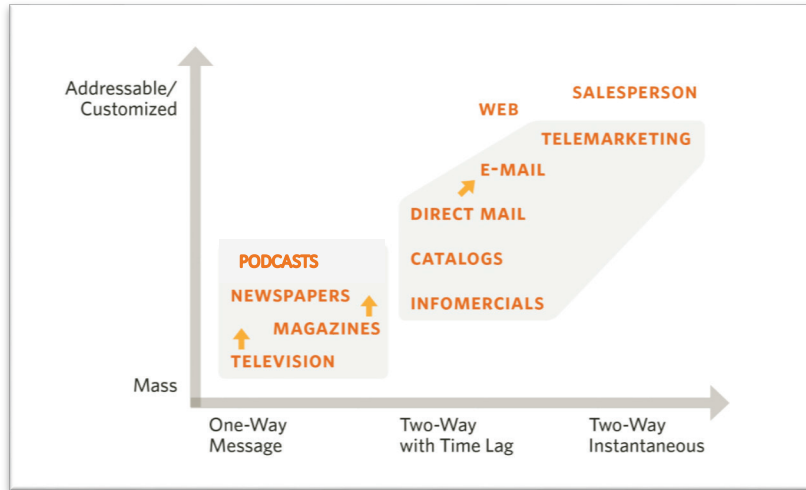 Addressable/
Customized
SALESPERSON
WEB
TELEMARKETING
E-MAIL
DIRECT MAIL
PODCASTS
CATALOGS
NEWSPAPERS
INFOMERCIALS
MAGAZINES
TELEVISION
Mass
One-Way
Message
Two-Way
with Time Lag
Two-Way
Instantaneous